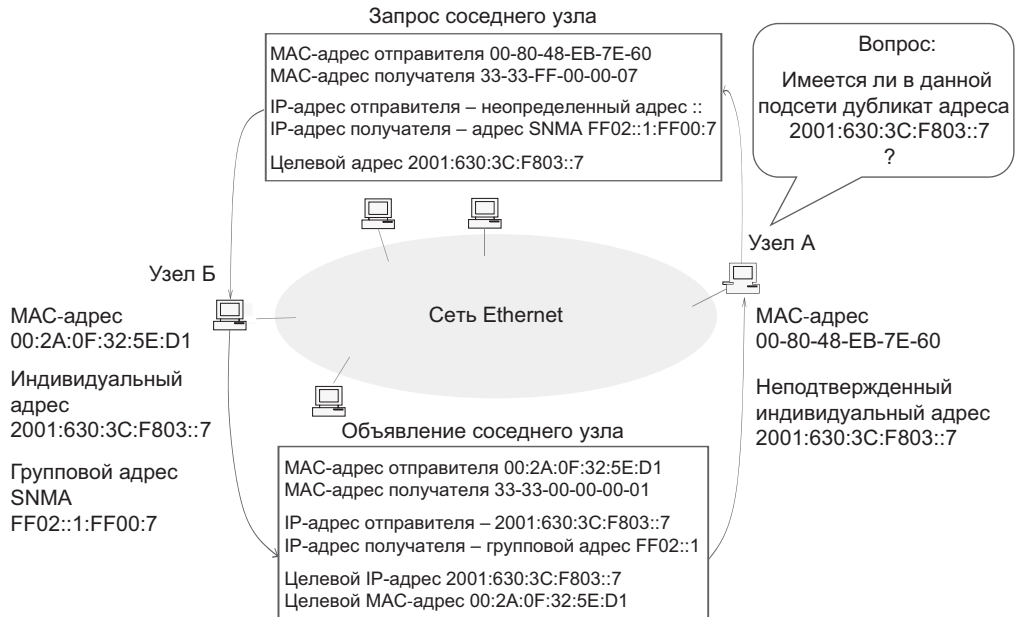 Запрос соседнего узла
МАС-адрес отправителя 00-80-48-EB-7E-60
МАС-адрес получателя 33-33-FF-00-00-07
IP-адрес отправителя – неопределенный адрес ::
IP-адрес получателя – адрес SNMA FF02::1:FF00:7
Целевой адрес 2001:630:3C:F803::7
Вопрос:
Имеется ли в данной
подсети дубликат адреса
2001:630:3C:F803::7
?
Узел А
Узел Б
Сеть Ethernet
МАС-адрес
00:2A:0F:32:5E:D1
Индивидуальный
адрес
2001:630:3C:F803::7
Групповой адрес
SNMA
FF02::1:FF00:7
МАС-адрес
00-80-48-EB-7E-60
Неподтвержденный
индивидуальный адрес
2001:630:3C:F803::7
Объявление соседнего узла
МАС-адрес отправителя 00:2A:0F:32:5E:D1
МАС-адрес получателя 33-33-00-00-00-01
IP-адрес отправителя – 2001:630:3C:F803::7
IP-адрес получателя – групповой адрес FF02::1
Целевой IP-адрес 2001:630:3C:F803::7
Целевой МАС-адрес 00:2A:0F:32:5E:D1